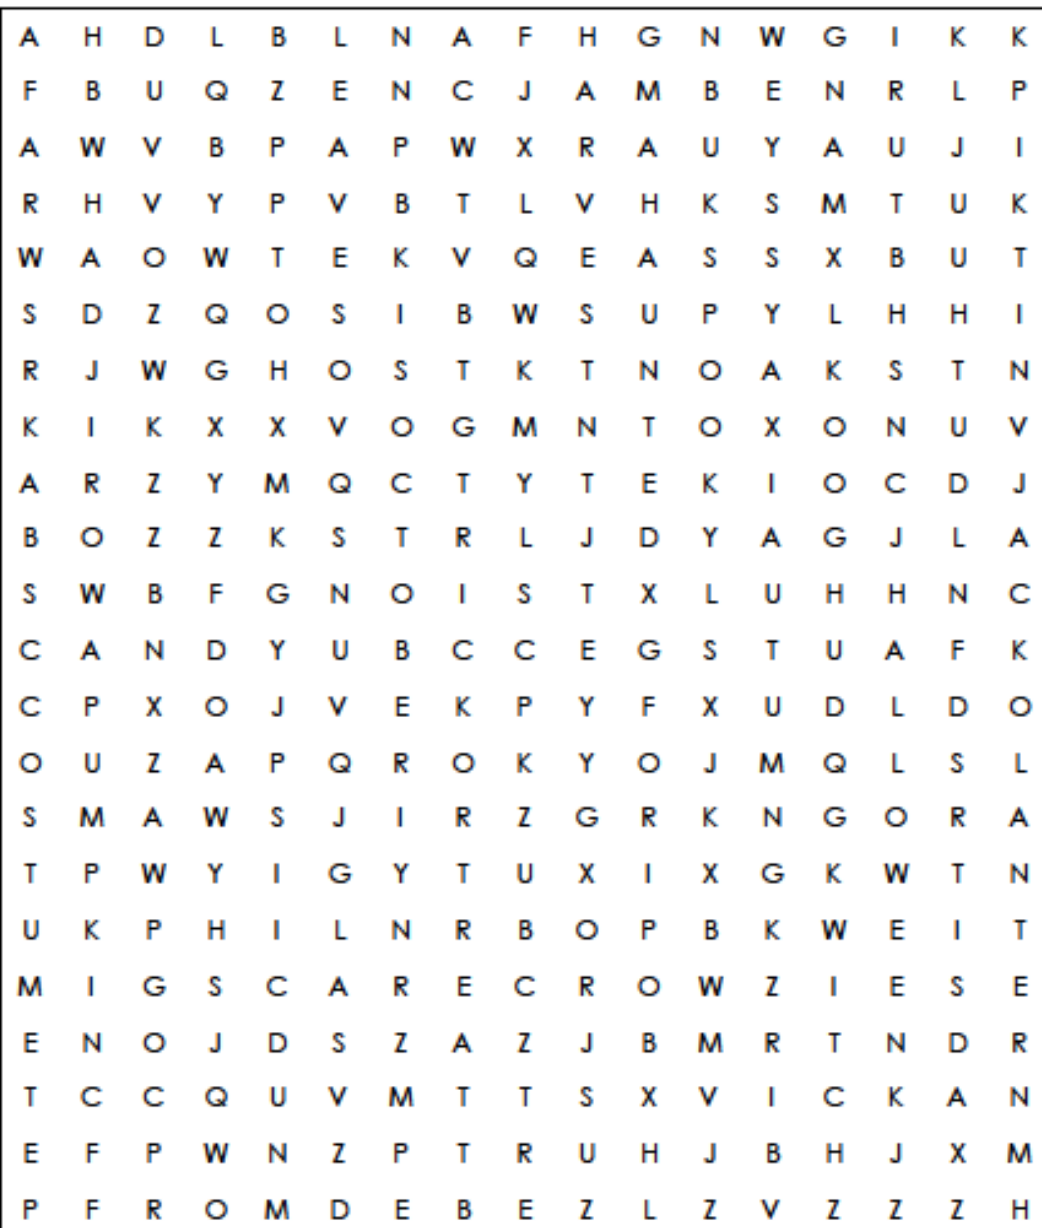 A H D L B L N A F H G N W G I K K
F B U Q Z E N C J A M B E N R L P
A W V B P A P W X R A U Y A U J I
R H V Y P V B T L V H K S M T U K
W A O W T E K V Q E A S S X B U T
S D Z Q O S I B W S U P Y L H H I
R J W G H O S T K T N O A K S T N
K I K X X V O G M N T O X O N U V
A R Z Y M Q C T Y T E K I O C D J
B O Z Z K S T R L J D Y A G J L A
S W B F G N O I S T X L U H H N C
C A N D Y U B C C E G S T U A F K
C P X O J V E K P Y F X U D L D O
O U Z A P Q R O K Y O J M Q L S L
S M A W S J I R Z G R K N G O R A
T P W Y I G Y T U X I X G K W T N
U K P H I L N R B O P B K W E I T
M I G S C A R E C R O W Z I E S E
E N O J D S Z A Z J B M R T N D R
T C C Q U V M T T S X V I C K A N
E F P W N Z P T R U H J B H J X M
P F R O M D E B E Z L Z V Z Z Z H